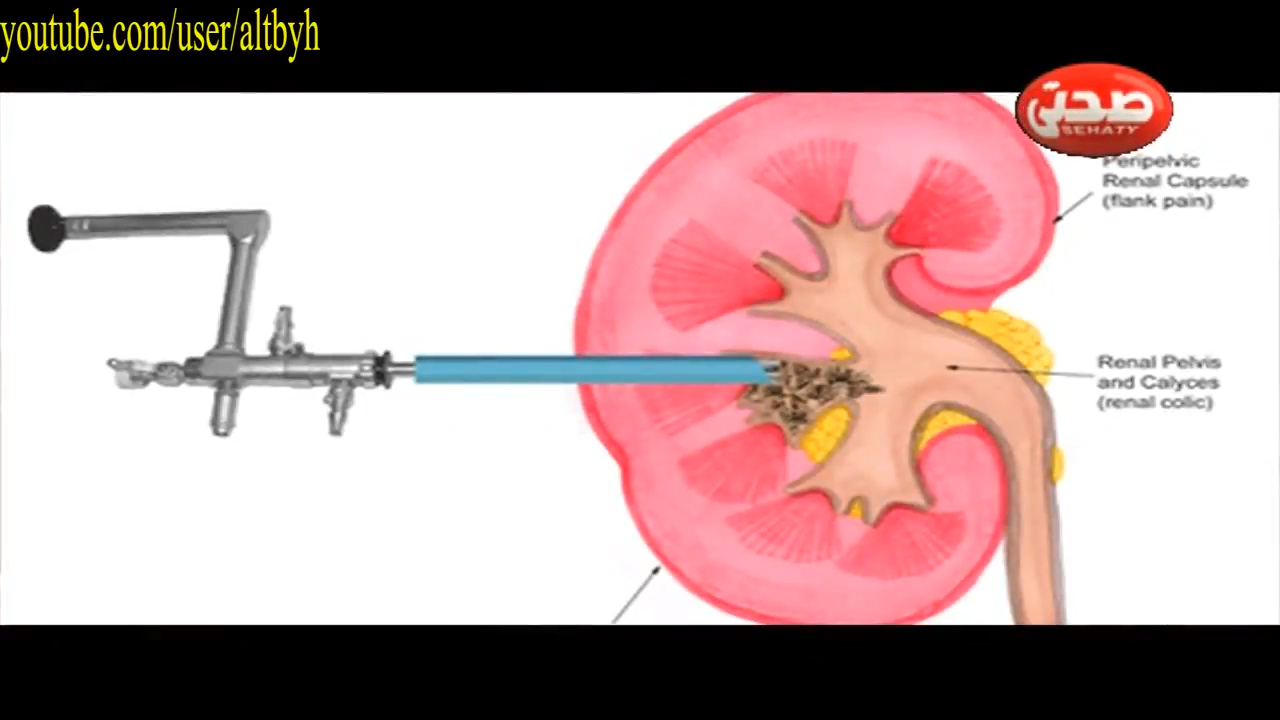 youtube.com/user/altbyh
صحتي
SEHATY
Peripelvic
Renal Capsule
(flank pain)
Renal Pelvis
and Calyces
(renal colic)